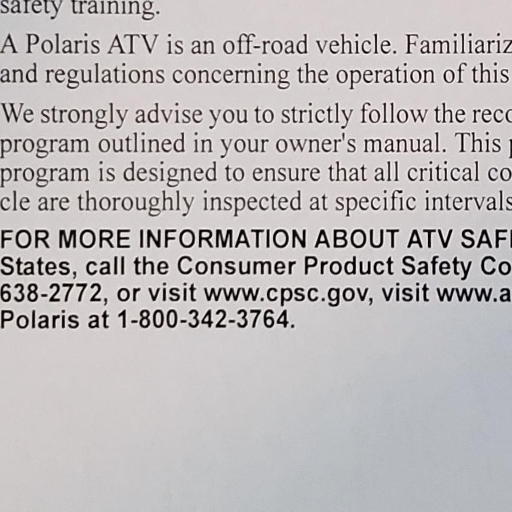 safety training.
A Polaris ATV is an off-road vehicle. Familiariz
and regulations concerning the operation of this
We strongly advise you to strictly follow the reco
program outlined in your owner's manual. This p
program is designed to ensure that all critical co
cle are thoroughly inspected at specific intervals
FOR MORE INFORMATION ABOUT ATV SAF
States, call the Consumer Product Safety Co
638-2772, or visit www.cpsc.gov, visit www.a
Polaris at 1-800-342-3764.